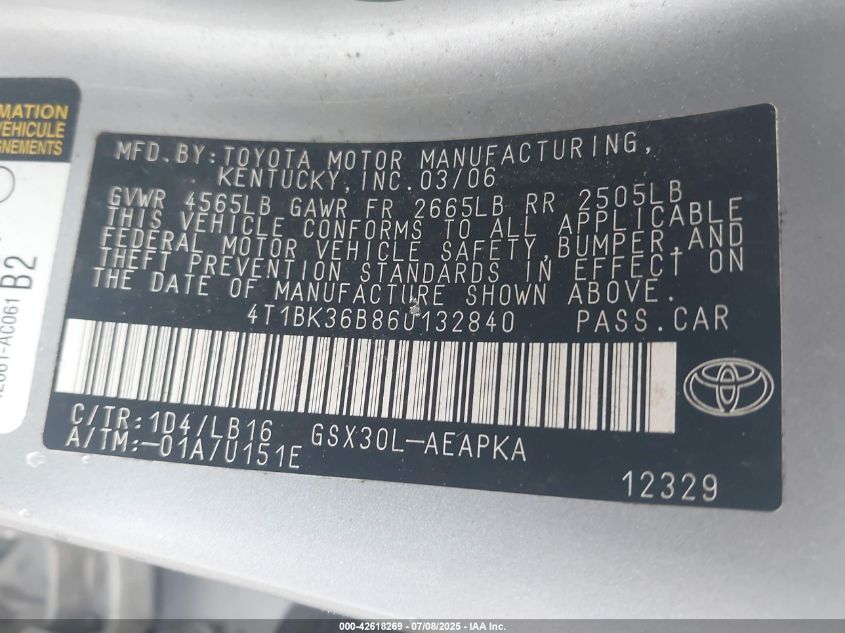 MATION
VEHICULE
GNEMENTS
B2
MFD.BY:TOYOTA MOTOR MANUFACTURING,
KENTUCKY,INC.03/06
GVWR 4565LB GAWR FR 2665LB RR 2505LB
THIS VEHICLE CONFORMS TO ALL APPLICABLE
FEDERAL MOTOR VEHICLE SAFETY,BUMPER,AND
THEFT PREVENTION STANDARDS IN EFFECT ON
THE DATE OF MANUFACTURE SHOWN ABOVE.
4T1BK36B86U132840 PASS.CAR
C/TR:1D4/LB16 GSX30L-AEAPKA
A/TM:-01A/U151E
12329
000-42618269 - 07/08/2025 - IAA Inc.